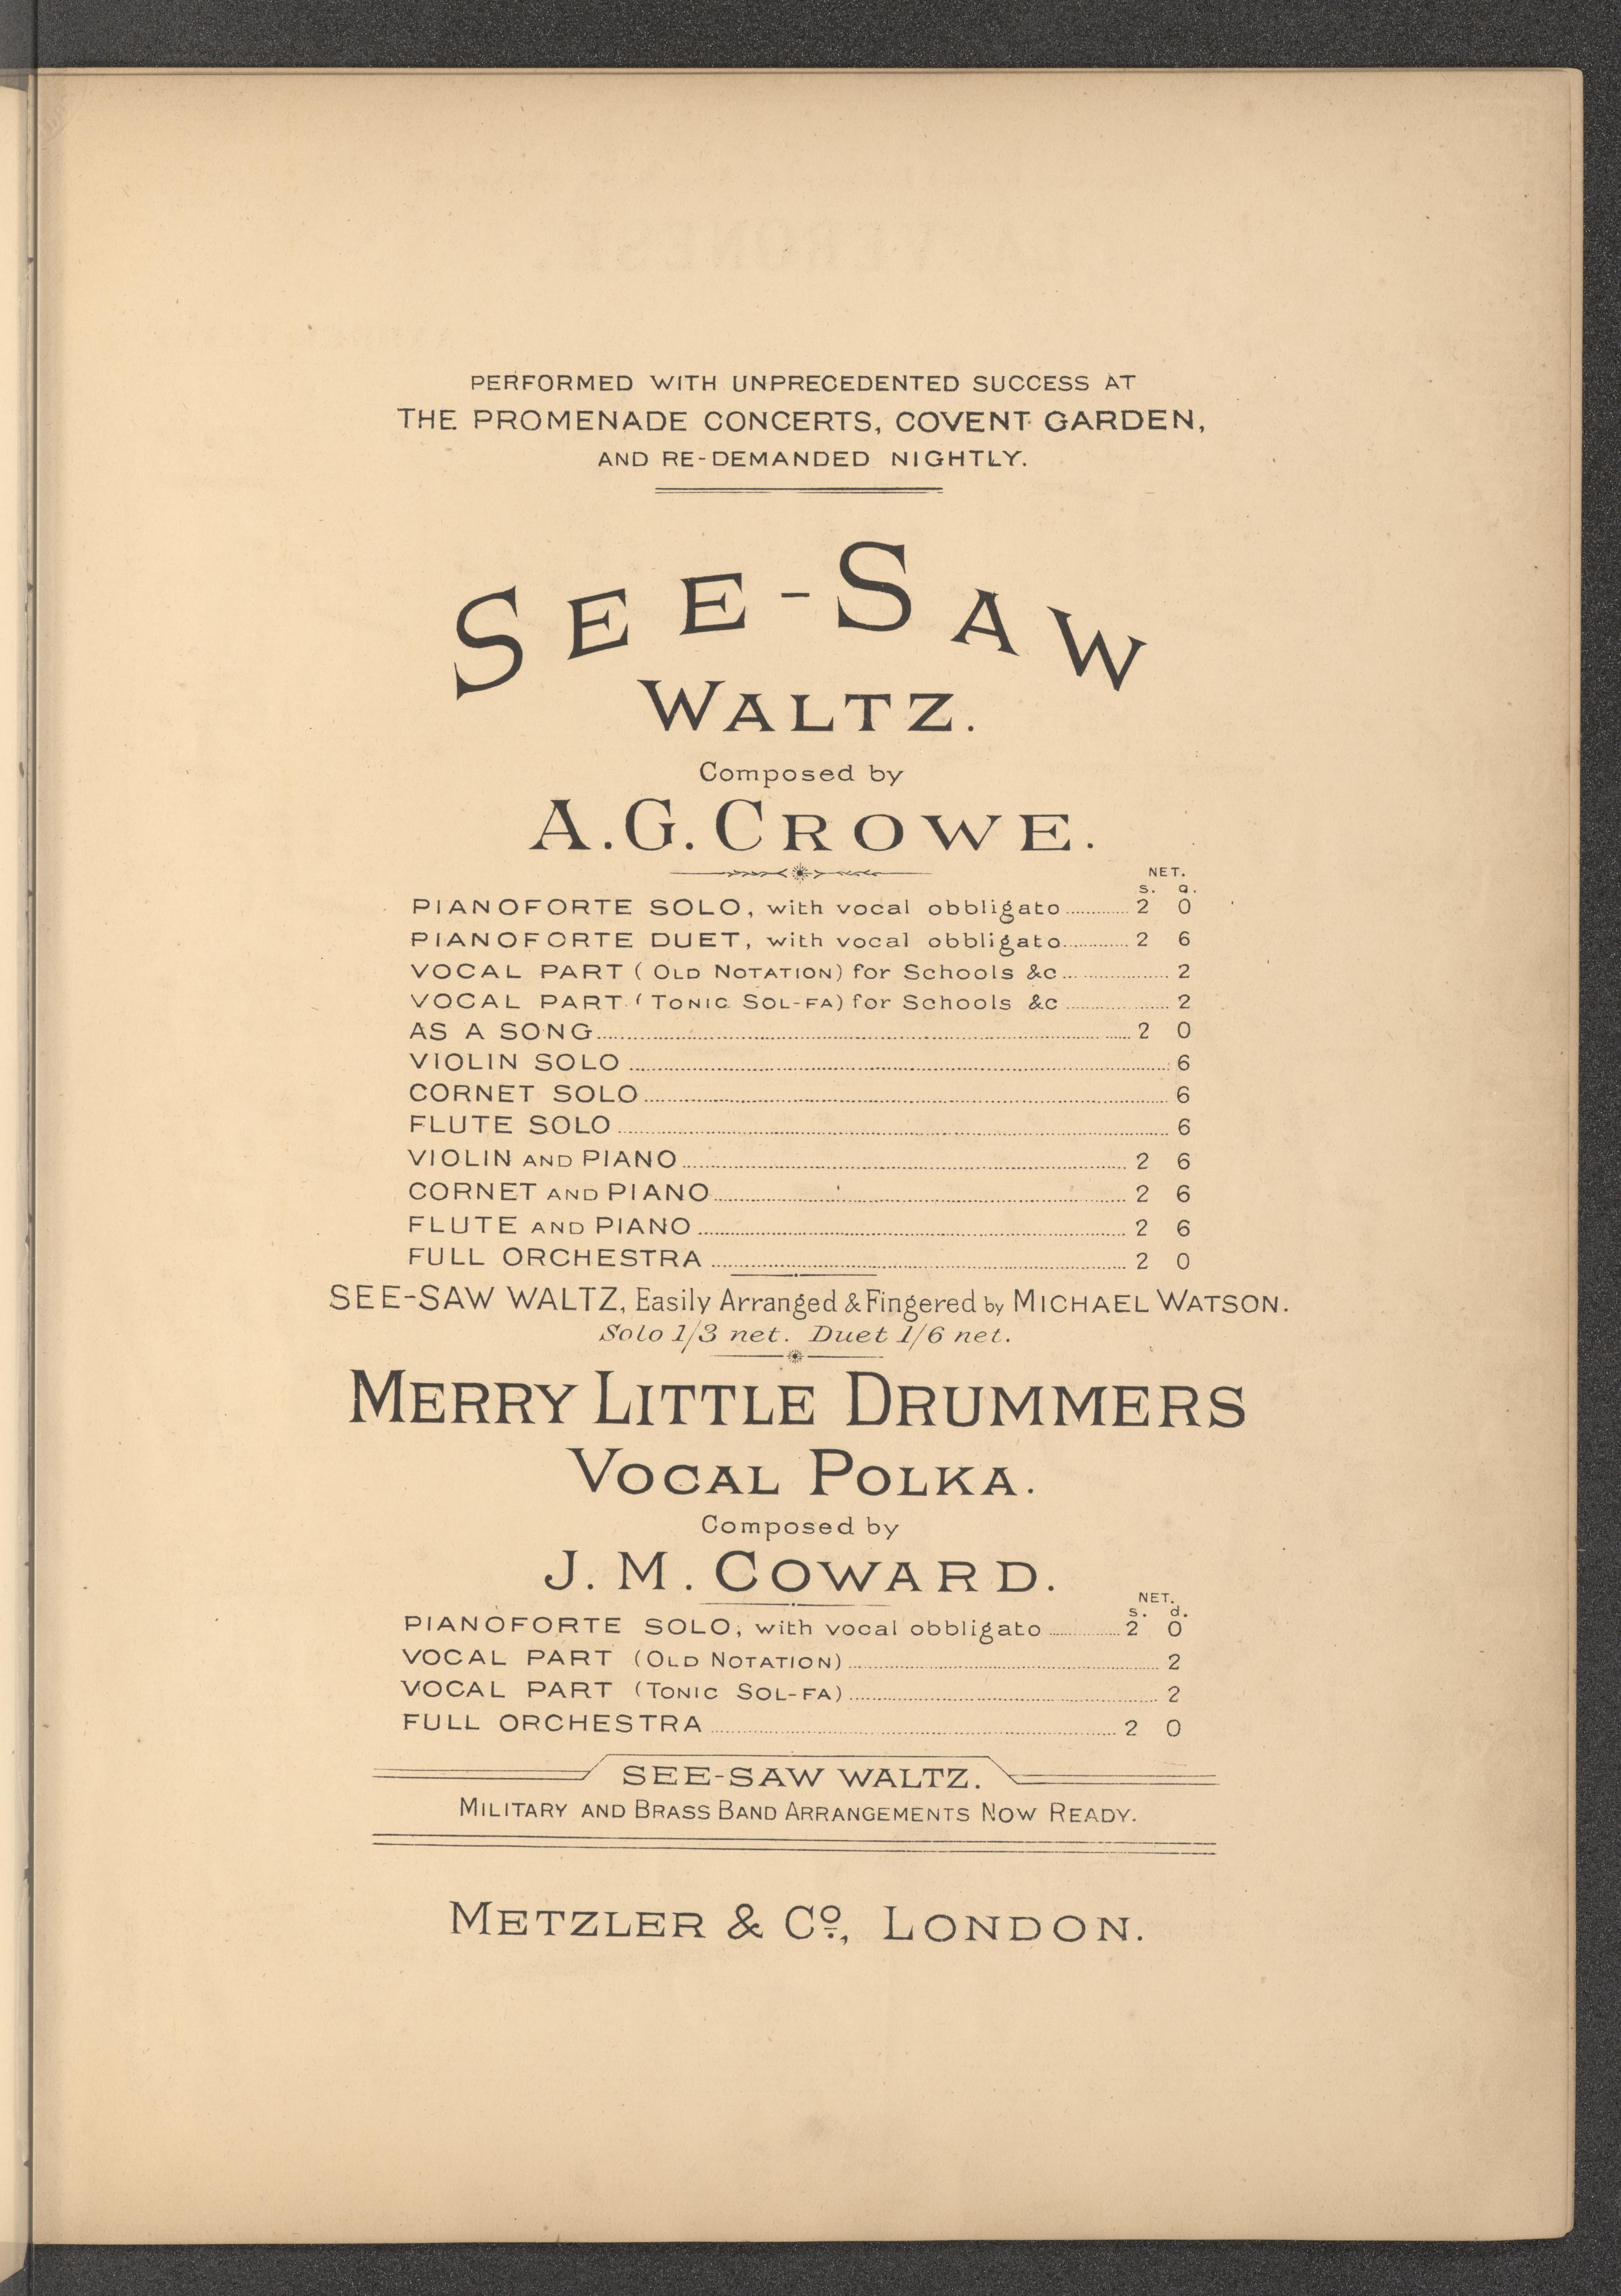 PERFORMED WITH UNPRECEDENTED SUCCESS AT
THE PROMENADE CONCERTS, COVENT GARDEN,
AND RE-DEMANDED NIGHTLY.
SEE-SAW
WALTZ.
Composed by
A.G. CROWE.
NET.
s. d.
PIANOFORTE SOLO, with vocal obbligato............ 2 0
PIANOFORTE DUET, with vocal obbligato............ 2 6
VOCAL PART (OLD NOTATION) for Schools &c.................... 2
VOCAL PART (TONIC SOL-FA) for Schools &c .................... 2
AS A SONG.................... 2 0
VIOLIN SOLO .................... 6
CORNET SOLO .................... 6
FLUTE SOLO .................... 6
VIOLIN AND PIANO.................... 2 6
CORNET AND PIANO.................... 2 6
FLUTE AND PIANO .................... 2 6
FULL ORCHESTRA .................... 2 0
SEE-SAW WALTZ, Easily Arranged & Fingered by MICHAEL WATSON.
Solo 1/3 net. Duet 1/6 net.
MERRY LITTLE DRUMMERS
VOCAL POLKA.
Composed by
J. M. COWARD.
NET.
s. d.
PIANOFORTE SOLO, with vocal obbligato ............ 2 0
VOCAL PART (OLD NOTATION).................... 2
VOCAL PART (TONIC SOL-FA).................... 2
FULL ORCHESTRA .................... 2 0
SEE-SAW WALTZ.
MILITARY AND BRASS BAND ARRANGEMENTS NOW READY.
METZLER & Co., LONDON.